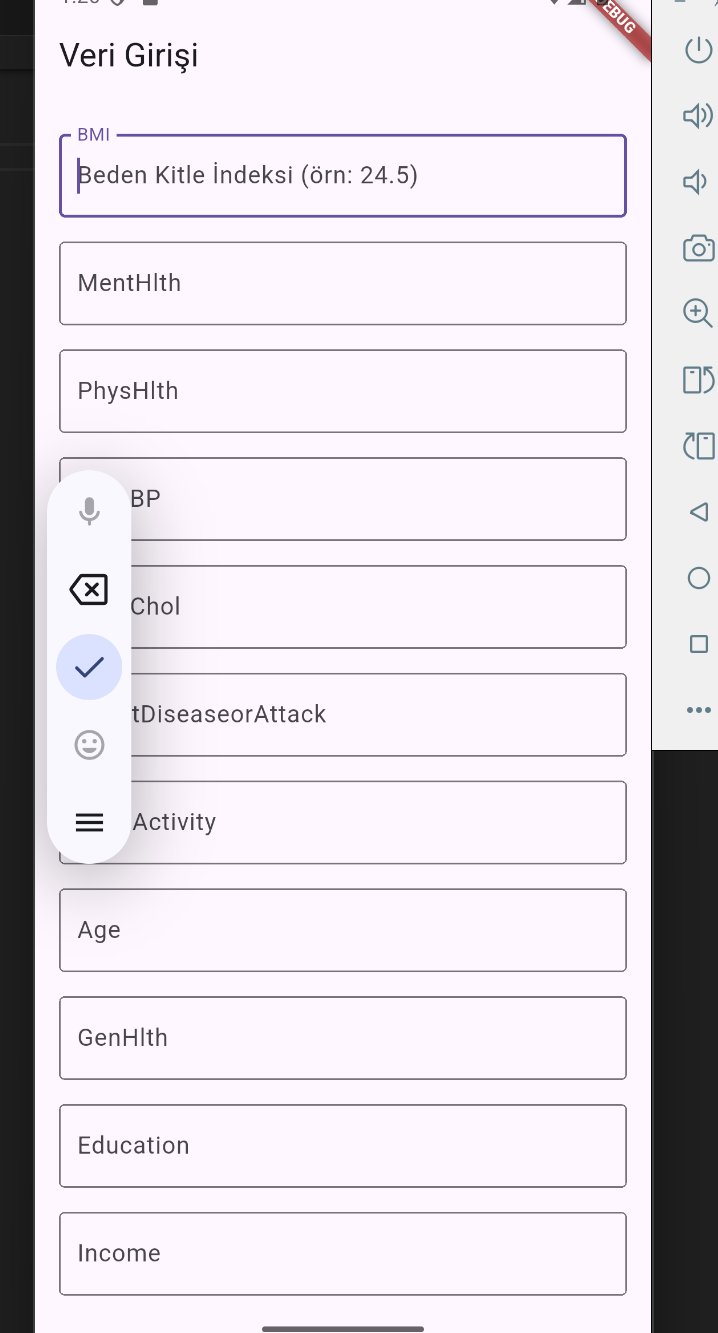 DEBUG
Veri Girişi
BMI
Beden Kitle İndeksi (örn: 24.5)
MentHlth
PhysHlth
BP
Chol
tDiseaseorAttack
Activity
Age
GenHlth
Education
Income